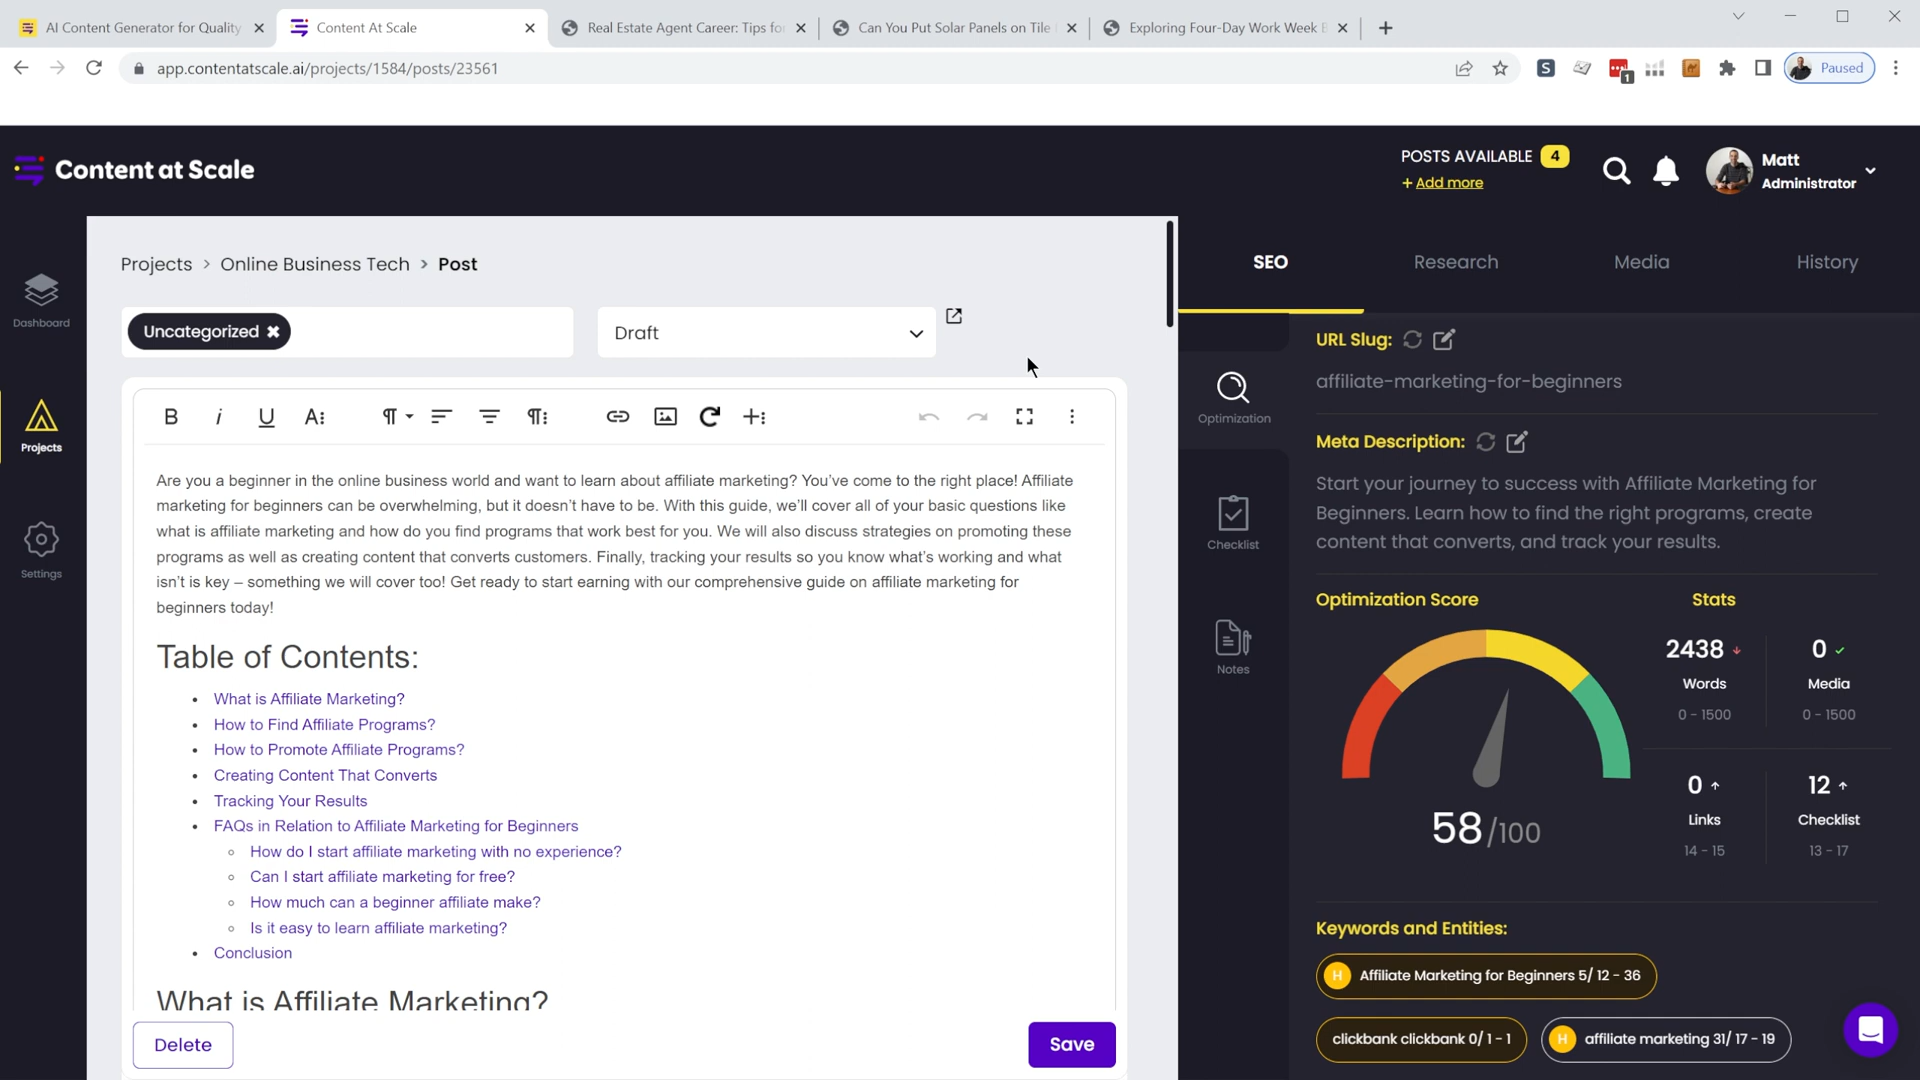 AI Content Generator for Quality
Content At Scale
Real Estate Agent Career: Tips for
Can You Put Solar Panels on Tile
Exploring Four-Day Work Week B
app.contentatscale.ai/projects/1584/posts/23561
S
1
Paused
Content at Scale
POSTS AVAILABLE 4
+ Add more
Matt
Administrator
Dashboard
Projects
Settings
Projects > Online Business Tech > Post
Uncategorized ✖
Draft
B i U A
Are you a beginner in the online business world and want to learn about affiliate marketing? You've come to the right place! Affiliate
marketing for beginners can be overwhelming, but it doesn't have to be. With this guide, we'll cover all of your basic questions like
what is affiliate marketing and how do you find programs that work best for you. We will also discuss strategies on promoting these
programs as well as creating content that converts customers. Finally, tracking your results so you know what's working and what
isn't is key – something we will cover too! Get ready to start earning with our comprehensive guide on affiliate marketing for
beginners today!
Table of Contents:
• What is Affiliate Marketing?
• How to Find Affiliate Programs?
• How to Promote Affiliate Programs?
• Creating Content That Converts
• Tracking Your Results
• FAQs in Relation to Affiliate Marketing for Beginners
◦ How do I start affiliate marketing with no experience?
◦ Can I start affiliate marketing for free?
◦ How much can a beginner affiliate make?
◦ Is it easy to learn affiliate marketing?
• Conclusion
What is Affiliate Marketing?
Delete
Save
SEO
Research
Media
History
Optimization
Checklist
Notes
URL Slug:
affiliate-marketing-for-beginners
Meta Description:
Start your journey to success with Affiliate Marketing for
Beginners. Learn how to find the right programs, create
content that converts, and track your results.
Optimization Score
58/100
Stats
2438
Words
0 - 1500
0
Media
0 - 1500
0
Links
14 - 15
12
Checklist
13 - 17
Keywords and Entities:
H Affiliate Marketing for Beginners 5/ 12 - 36
clickbank clickbank 0/ 1 - 1
H affiliate marketing 31/ 17 - 19